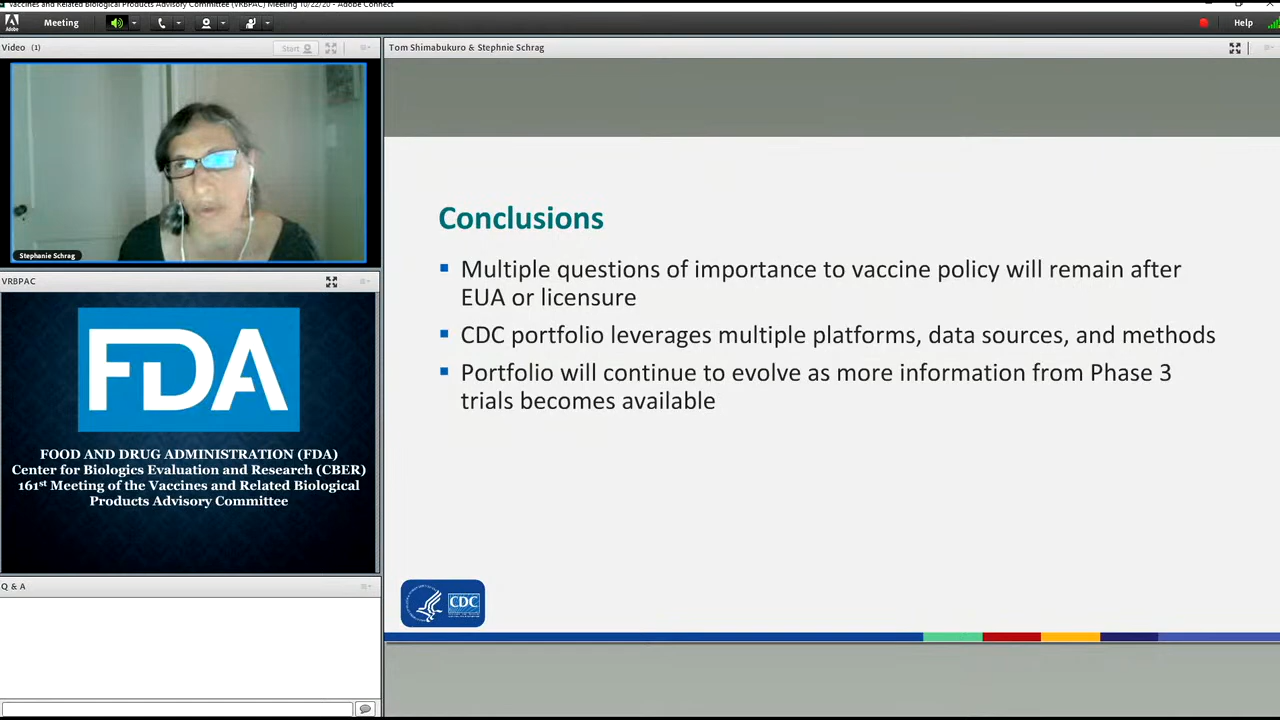 Vaccines and Related Biological Products Advisory Committee (VRBPAC) Meeting 10/22/20 - Adobe Connect
Adobe
Meeting
Help
Video (1)
Start
Stephanie Schrag
VRBPAC
FDA
FOOD AND DRUG ADMINISTRATION (FDA)
Center for Biologics Evaluation and Research (CBER)
161st Meeting of the Vaccines and Related Biological
Products Advisory Committee
Q & A
Tom Shimabukuro & Stephnie Schrag
Conclusions
Multiple questions of importance to vaccine policy will remain after
EUA or licensure
CDC portfolio leverages multiple platforms, data sources, and methods
Portfolio will continue to evolve as more information from Phase 3
trials becomes available
CDC